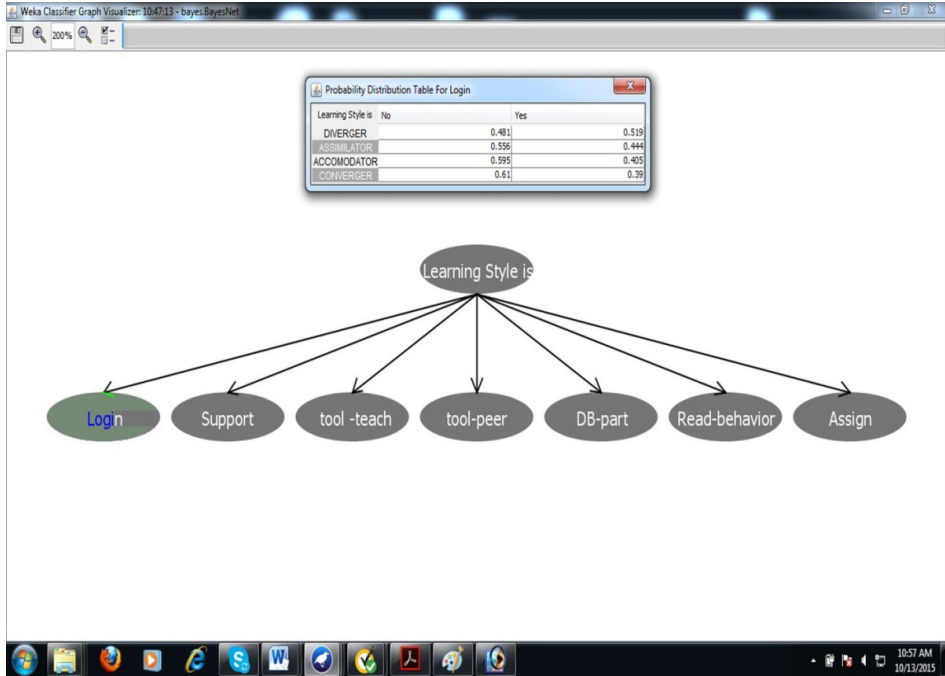 Weka Classifier Graph Visualizer: 10:47:13 - bayes.BayesNet
200%
Probability Distribution Table For Login
Learning Style is No Yes
DIVERGER 0.481 0.519
ASSIMILATOR 0.556 0.444
ACCOMODATOR 0.595 0.405
CONVERGER 0.61 0.39
Learning Style is
Login Support tool -teach tool-peer DB-part Read-behavior Assign
10:57 AM
10/13/2015